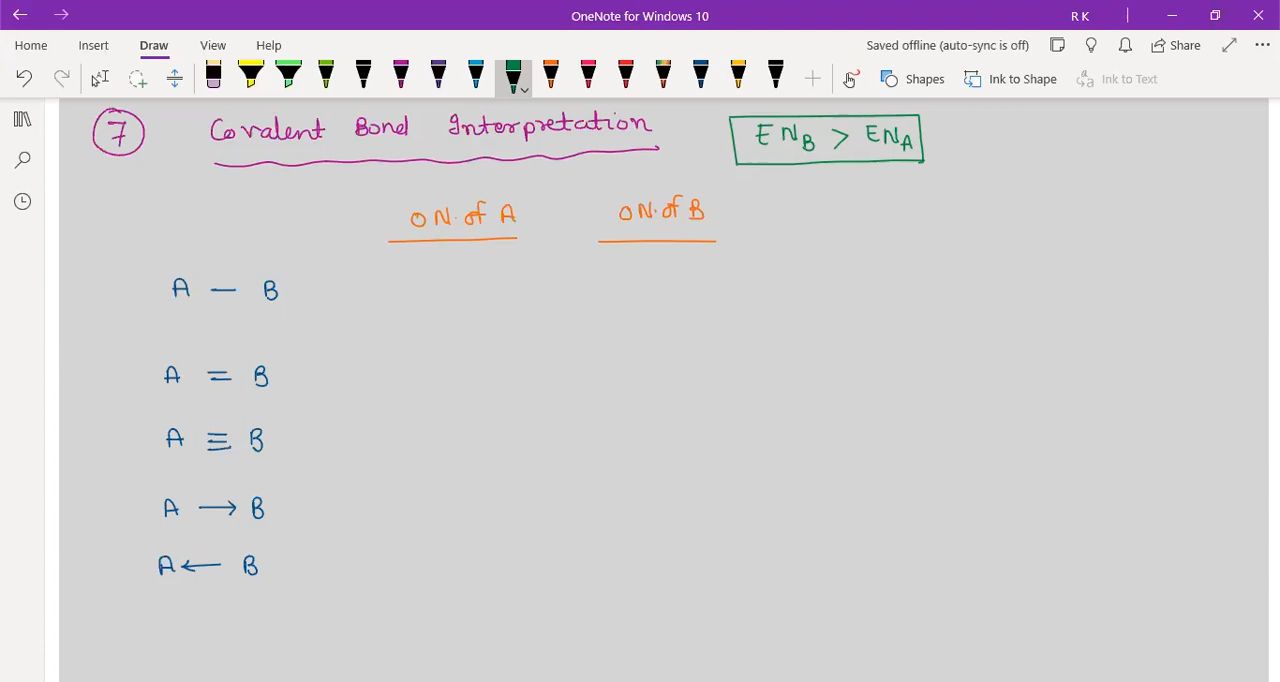 OneNote for Windows 10
R K
Home Insert Draw View Help
Saved offline (auto-sync is off)
Share
Shapes
Ink to Shape
Ink to Text
7 Covalent Bond Interpretation
EN_B > EN_A
O N. of A O N. of B
A — B
A = B
A ≡ B
A → B
A ← B